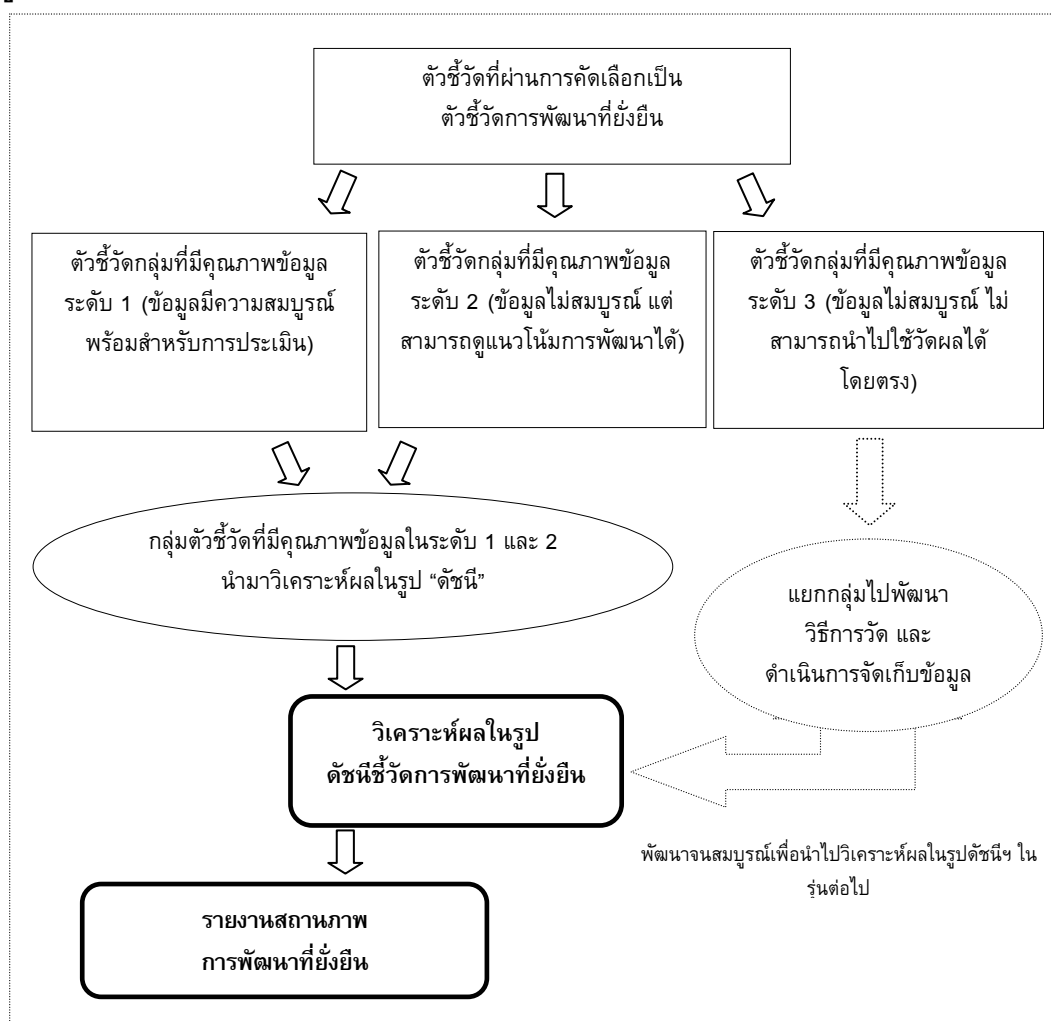 ตัวชี้วัดที่ผ่านการคัดเลือกเป็น
ตัวชี้วัดการพัฒนาที่ยั่งยืน
ตัวชี้วัดกลุ่มที่มีคุณภาพข้อมูล
ระดับ 1 (ข้อมูลมีความสมบูรณ์
พร้อมสำหรับการประเมิน)
ตัวชี้วัดกลุ่มที่มีคุณภาพข้อมูล
ระดับ 2 (ข้อมูลไม่สมบูรณ์ แต่
สามารถดูแนวโน้มการพัฒนาได้)
ตัวชี้วัดกลุ่มที่มีคุณภาพข้อมูล
ระดับ 3 (ข้อมูลไม่สมบูรณ์ ไม่
สามารถนำไปใช้วัดผลได้
โดยตรง)
กลุ่มตัวชี้วัดที่มีคุณภาพข้อมูลในระดับ 1 และ 2
นำมาวิเคราะห์ผลในรูป “ดัชนี”
แยกกลุ่มไปพัฒนา
วิธีการวัด และ
ดำเนินการจัดเก็บข้อมูล
วิเคราะห์ผลในรูป
ดัชนีชี้วัดการพัฒนาที่ยั่งยืน
พัฒนาจนสมบูรณ์เพื่อนำไปวิเคราะห์ผลในรูปดัชนีฯ ใน
รุ่นต่อไป
รายงานสถานภาพ
การพัฒนาที่ยั่งยืน